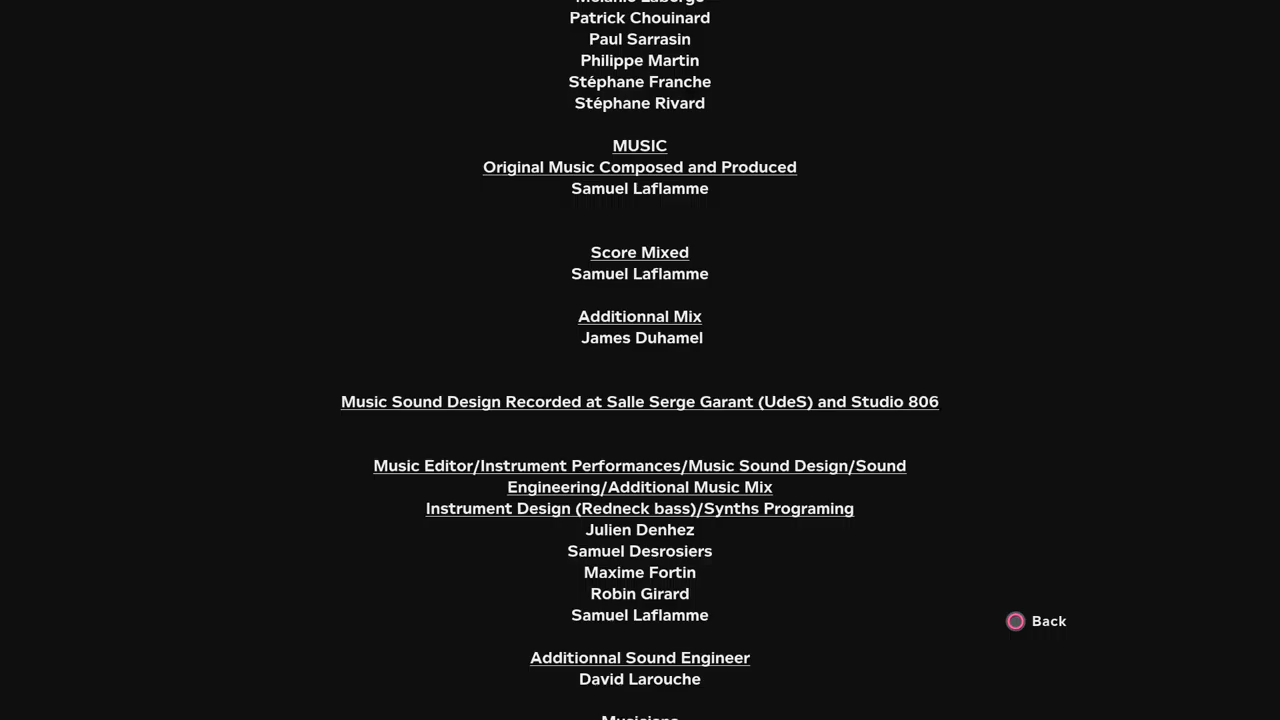 Patrick Chouinard
Paul Sarrasin
Philippe Martin
Stéphane Franche
Stéphane Rivard
MUSIC
Original Music Composed and Produced
Samuel Laflamme
Score Mixed
Samuel Laflamme
Additionnal Mix
James Duhamel
Music Sound Design Recorded at Salle Serge Garant (UdeS) and Studio 806
Music Editor/Instrument Performances/Music Sound Design/Sound
Engineering/Additional Music Mix
Instrument Design (Redneck bass)/Synths Programing
Julien Denhez
Samuel Desrosiers
Maxime Fortin
Robin Girard
Samuel Laflamme
Back
Additionnal Sound Engineer
David Larouche